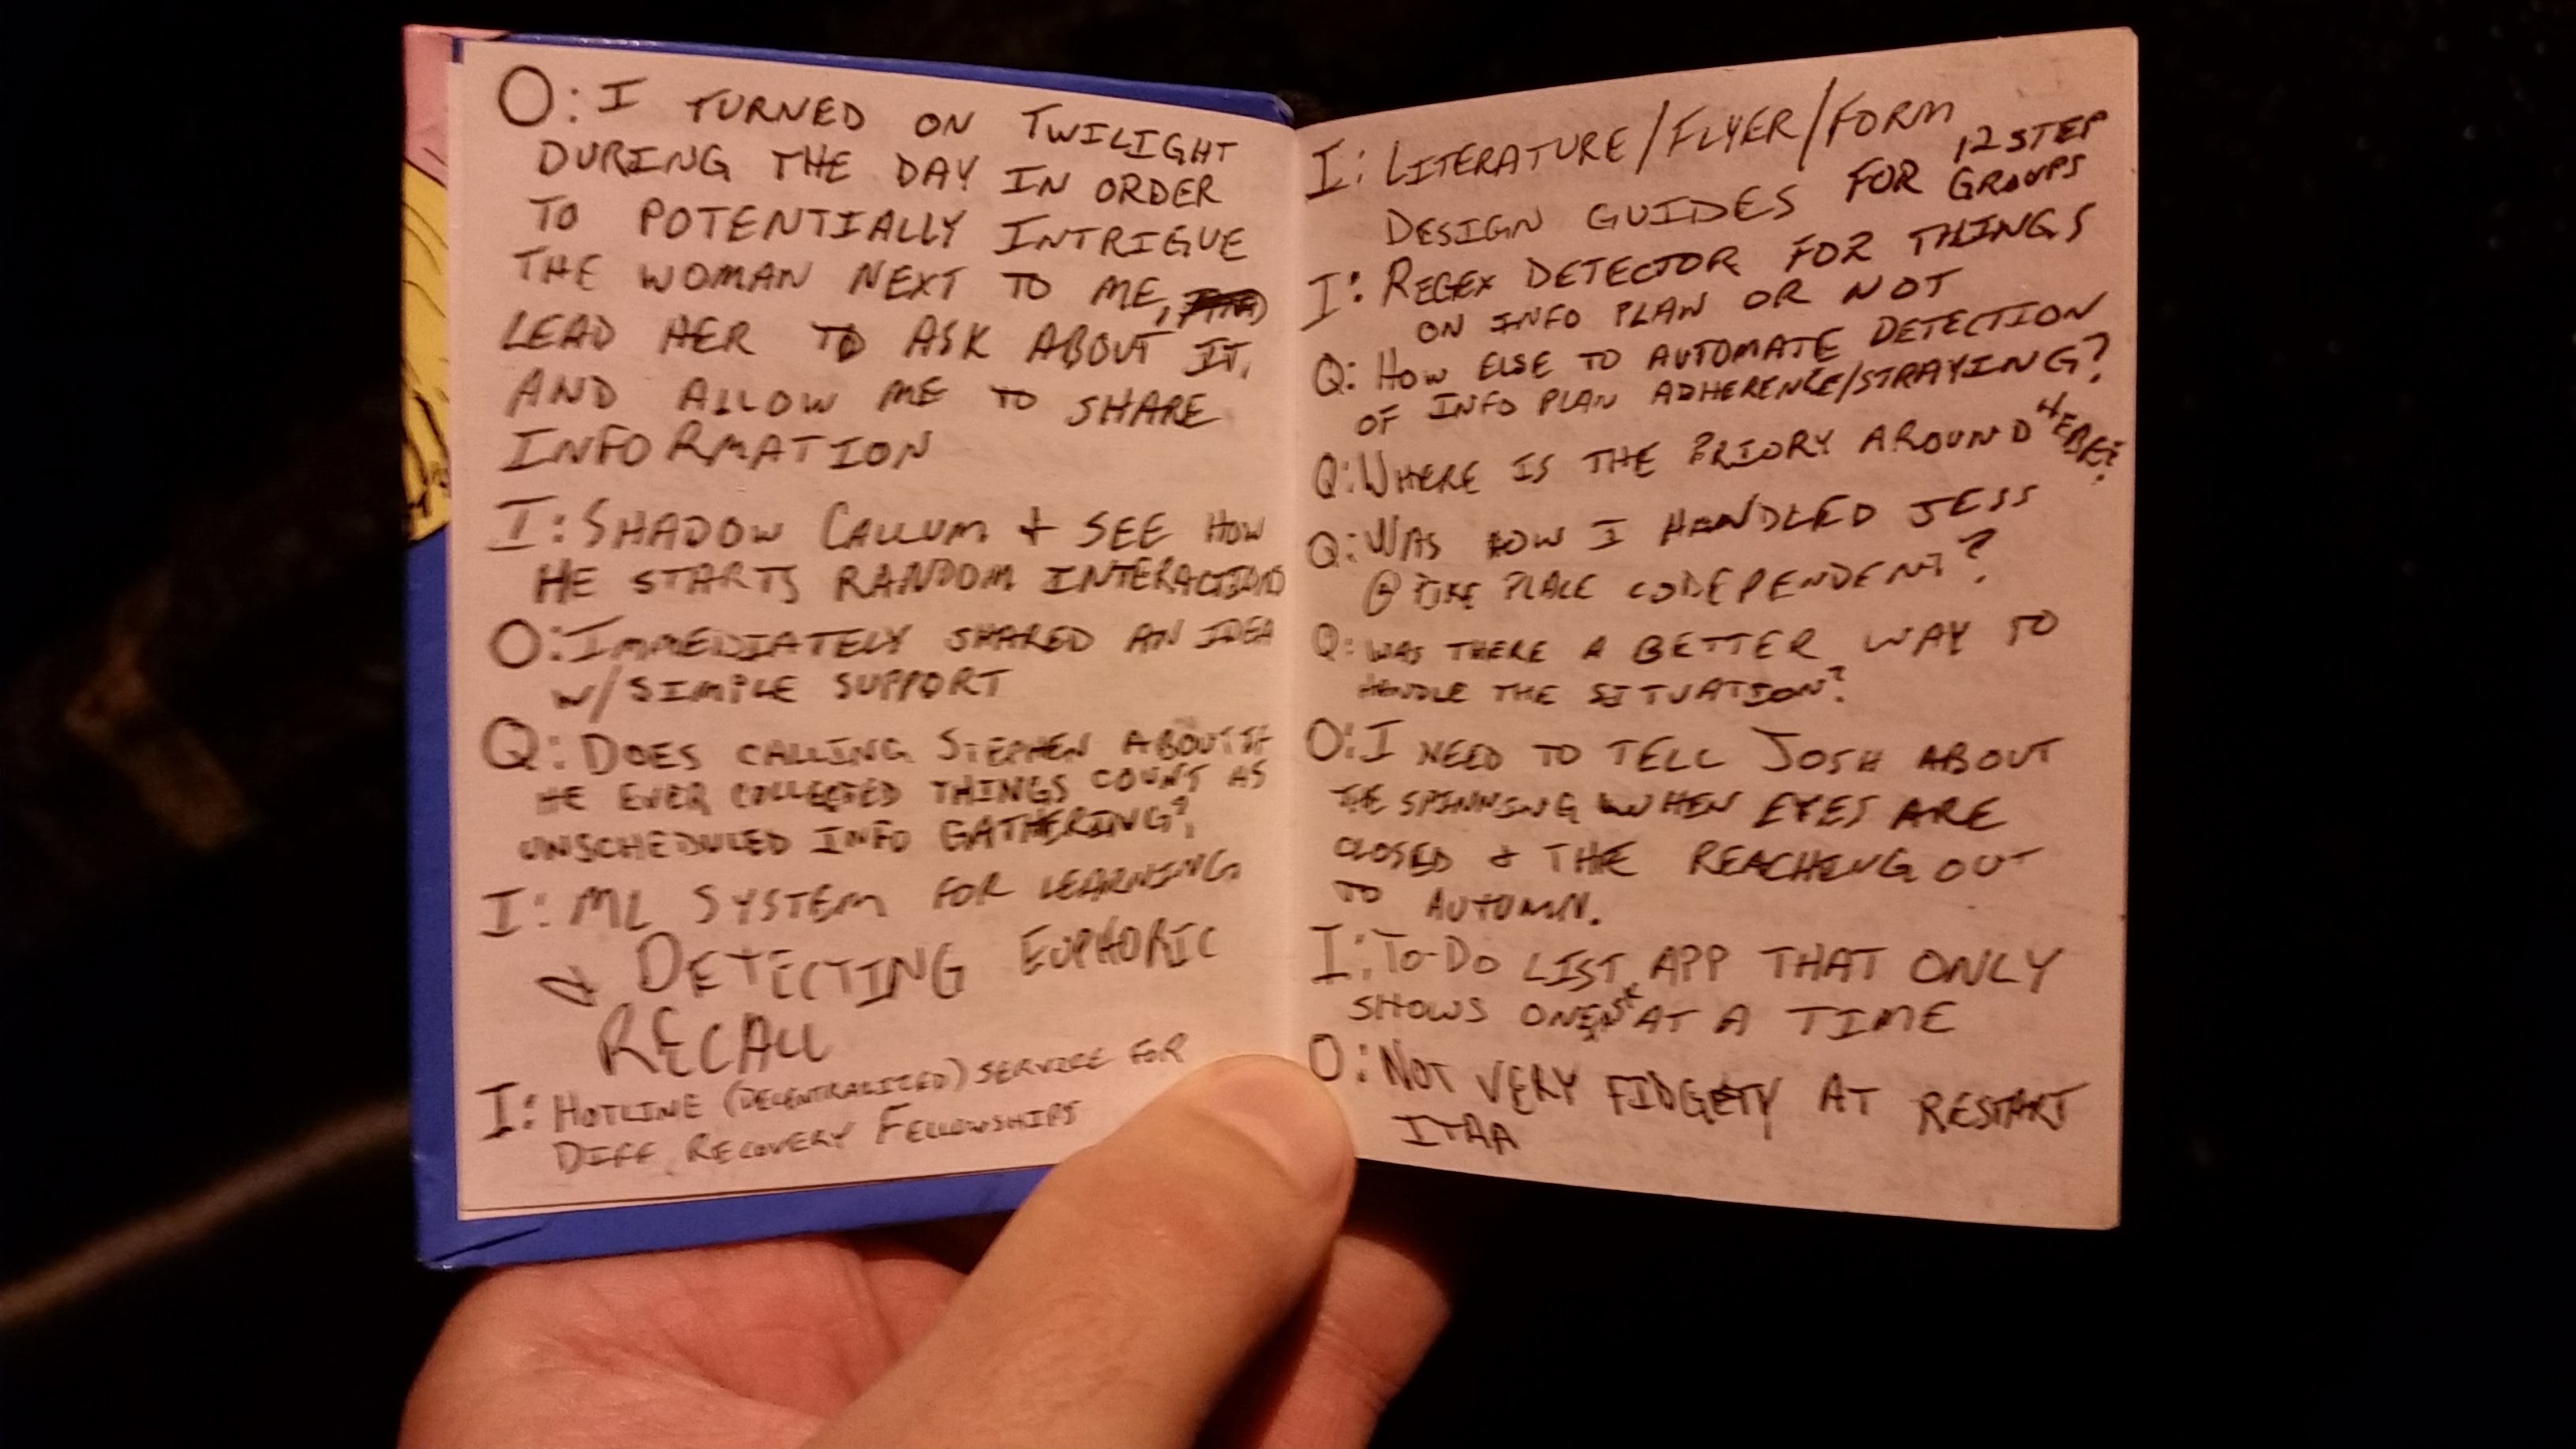 O: I TURNED ON TWILIGHT
DURING THE DAY IN ORDER
TO POTENTIALLY INTRIGUE
THE WOMAN NEXT TO ME,
LEAD HER TO ASK ABOUT IT,
AND ALLOW ME TO SHARE
INFORMATION
I: SHADOW CALLUM + SEE HOW
HE STARTS RANDOM INTERACTIONS
O: IMMEDIATELY SHARED AN IDEA
W/ SIMPLE SUPPORT
Q: DOES CALLING STEPHEN ABOUT
HE EVER COUNT AS
UNSCHEDULED INFO GATHERING?
I: ML SYSTEM FOR LEARNING
→ DETECTING EUPHORIC
RECALL
I: HOTLINE (DECENTRALIZED) SERVICE FOR
DIFF. RECOVERY FELLOWSHIPS
I: LITERATURE/FLYER/FORM
DESIGN GUIDES FOR 12 STEP GROUPS
I: REGEX DETECTOR FOR THINGS
ON INFO PLAN OR NOT
Q: HOW ELSE TO AUTOMATE DETECTION
OF INFO PLAN ADHERENCE/STRAYING?
Q: WHERE IS THE PRIORY AROUND HERE?
Q: WAS HOW I HANDLED JESS
@ FIRE PLACE CODEPENDENT?
Q: WAS THERE A BETTER WAY TO
HANDLE THE SITUATION?
O: I NEED TO TELL JOSH ABOUT
THE SPINNING WHEN EYES ARE
CLOSED + THE REACHING OUT
TO AUTUMN.
I: TO-DO LIST APP THAT ONLY
SHOWS ONE AT A TIME
O: NOT VERY FIDGETY AT RESTART
ITAA